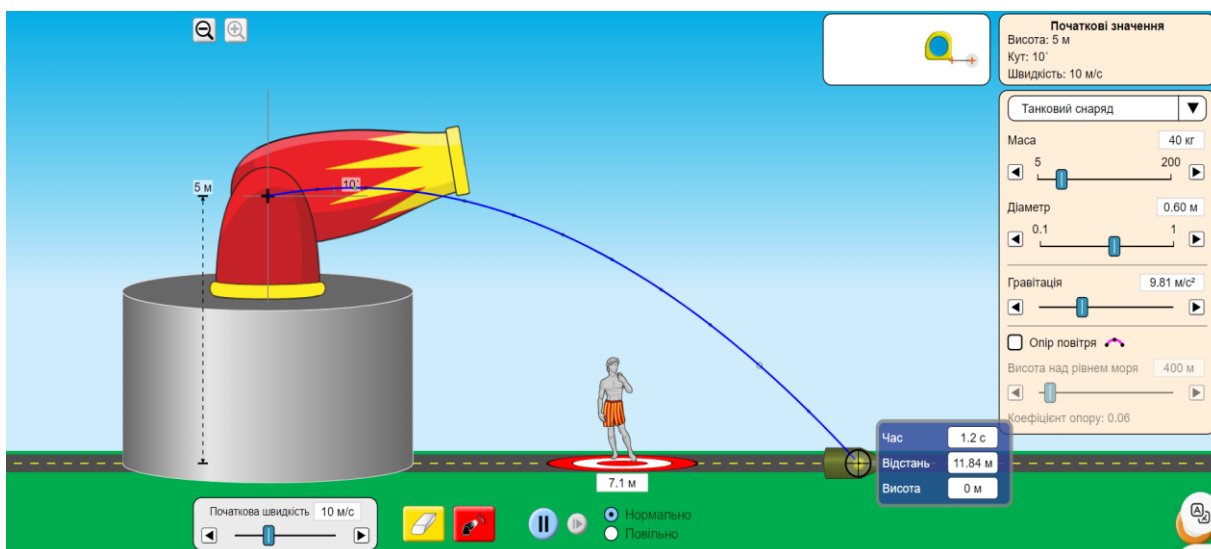 Початкові значення
Висота: 5 м
Кут: 10°
Швидкість: 10 м/с
Танковий снаряд
Маса 40 кг
5 200
Діаметр 0.60 м
0.1 1
Гравітація 9.81 м/с²
Опір повітря
Висота над рівнем моря 400 м
Коефіцієнт опору: 0.06
5 м
10°
7.1 м
Час 1.2 с
Відстань 11.84 м
Висота 0 м
Початкова швидкість 10 м/с
Нормально
Повільно